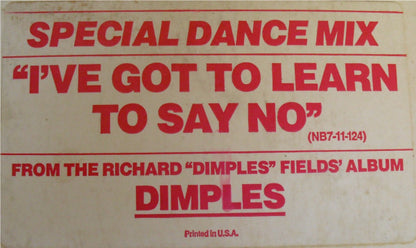 SPECIAL DANCE MIX
“I’VE GOT TO LEARN
TO SAY NO”
(NB7-11-124)
FROM THE RICHARD “DIMPLES” FIELDS’ ALBUM
DIMPLES
Printed in U.S.A.